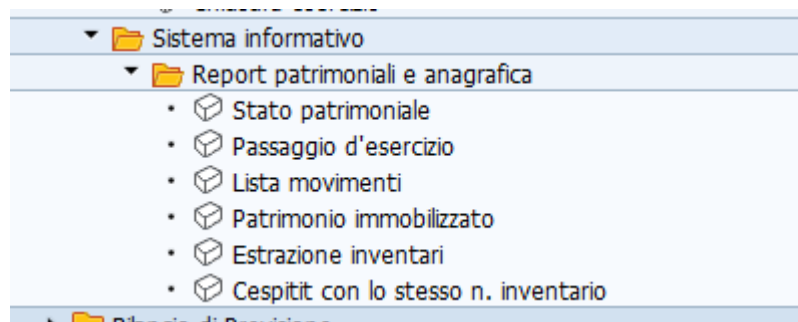 Sistema informativo
Report patrimoniali e anagrafica
Stato patrimoniale
Passaggio d'esercizio
Lista movimenti
Patrimonio immobilizzato
Estrazione inventari
Cespitit con lo stesso n. inventario